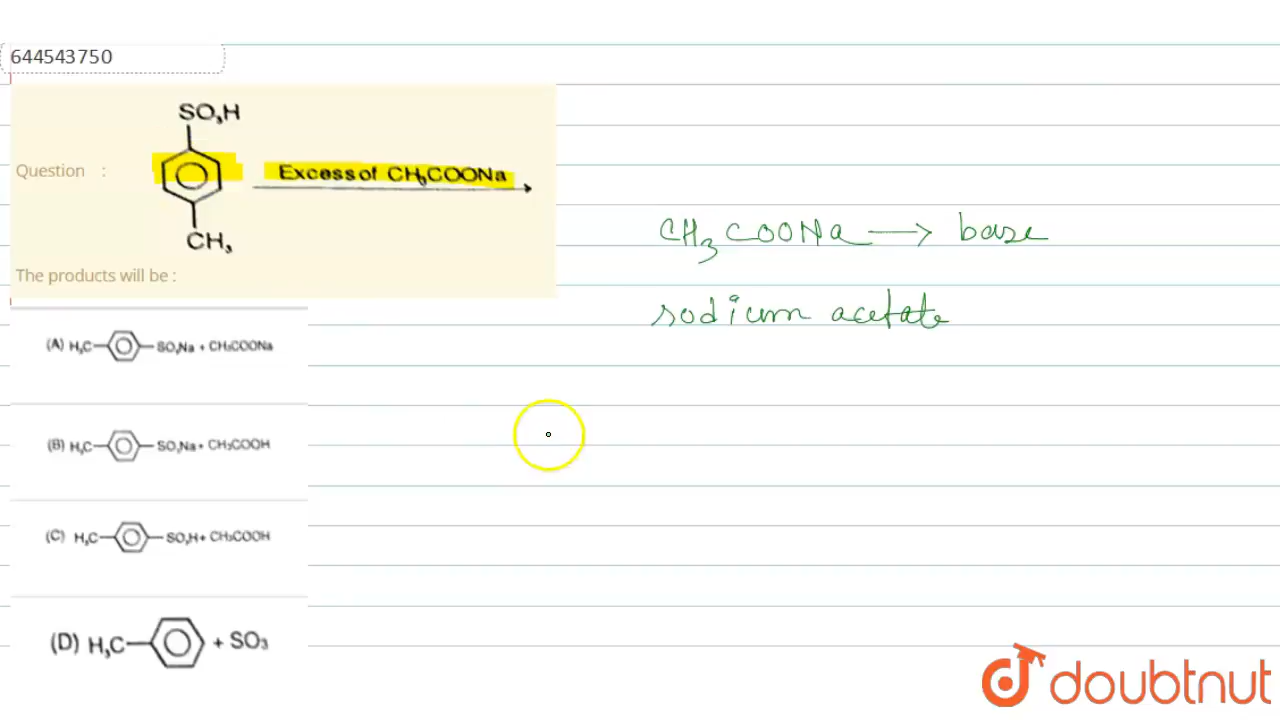 644543750
SO₃H
Question :
Excess of CH₃COONa
CH₃
The products will be :
CH₃COONa → base
sodium acetate
(A) H₃C SO₃Na + CH₃COONa
(B) H₃C SO₃Na + CH₃COOH
(C) H₃C SO₃H + CH₃COOH
(D) H₃C + SO₃
doubtnut